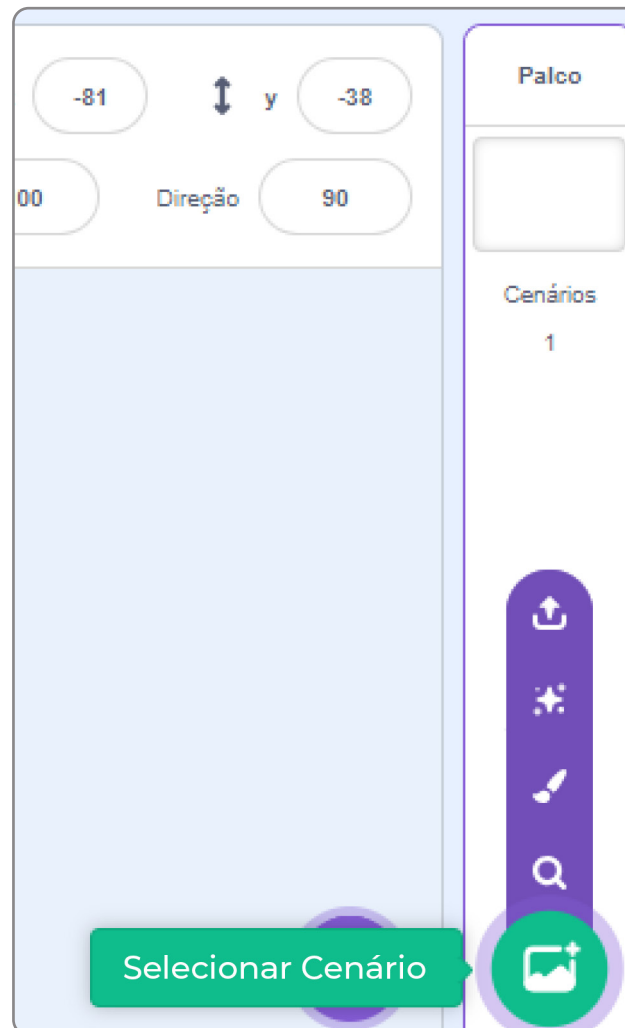 -81 y -38
00 Direção 90
Palco
Cenários
1
Selecionar Cenário